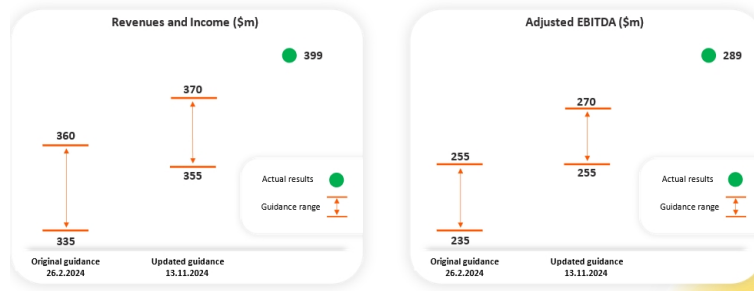 Revenues and Income ($m)
399
370
360
355
335
Actual results
Guidance range
Original guidance
26.2.2024
Updated guidance
13.11.2024
Adjusted EBITDA ($m)
289
270
255
255
235
Actual results
Guidance range
Original guidance
26.2.2024
Updated guidance
13.11.2024